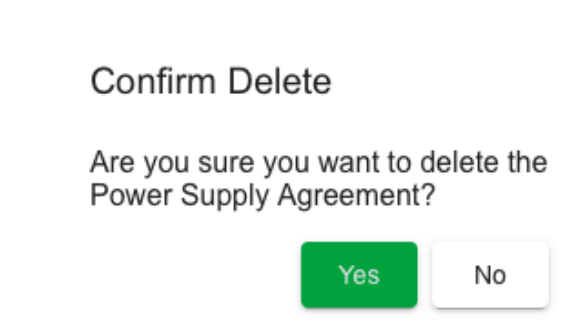 Confirm Delete
Are you sure you want to delete the
Power Supply Agreement?
Yes No